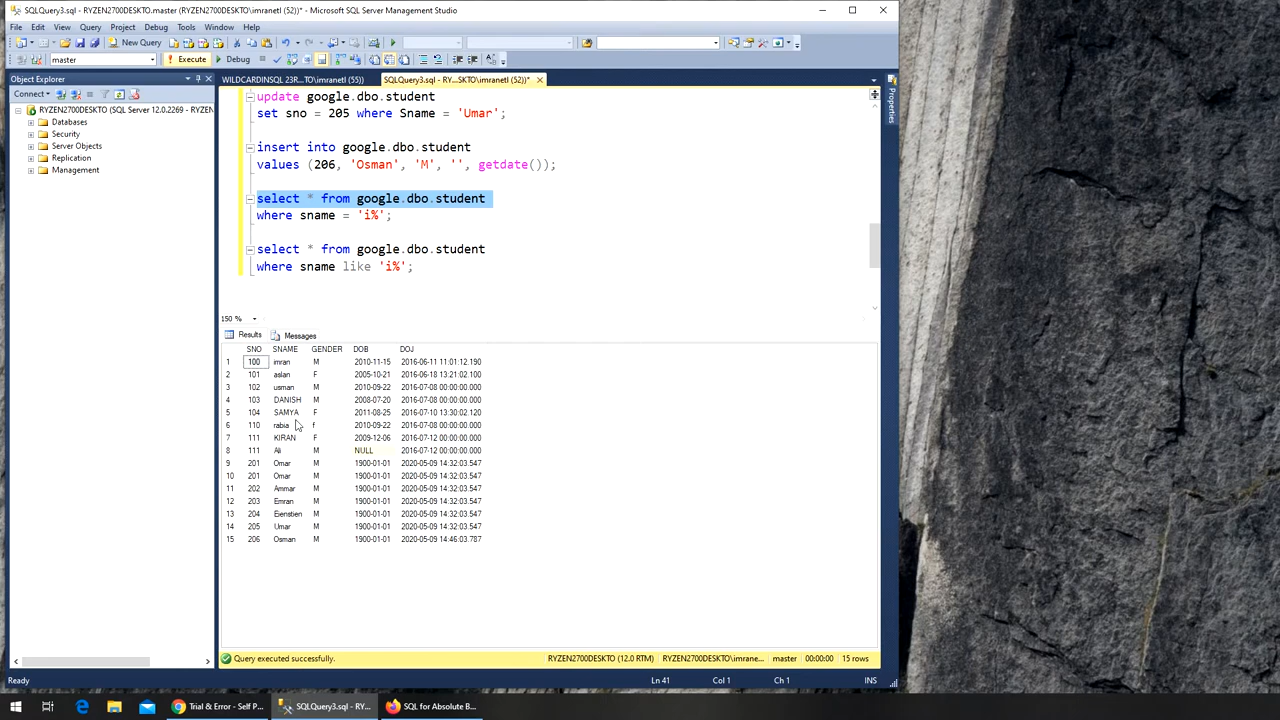 SQLQuery3.sql - RYZEN2700DESKTO.master (RYZEN2700DESKTO\imranetl (52))* - Microsoft SQL Server Management Studio
File Edit View Query Project Debug Tools Window Help
New Query
master Execute Debug
Object Explorer
WILDCARDINSQL 23R...TO\imranetl (55)) SQLQuery3.sql - RY...SKTO\imranetl (52))*
Properties
Connect
RYZEN2700DESKTO (SQL Server 12.0.2269 - RYZEN2700DESKTO
Databases
Security
Server Objects
Replication
Management
update google.dbo.student
set sno = 205 where Sname = 'Umar';
insert into google.dbo.student
values (206, 'Osman', 'M', '', getdate());
select * from google.dbo.student
where sname = 'i%';
select * from google.dbo.student
where sname like 'i%';
150 %
Results Messages
SNO SNAME GENDER DOB DOJ
1 100 imran M 2010-11-15 2016-06-11 11:01:12.190
2 101 aslan F 2005-10-21 2016-06-18 13:21:02.100
3 102 usman M 2010-09-22 2016-07-08 00:00:00.000
4 103 DANISH M 2008-07-20 2016-07-08 00:00:00.000
5 104 SAMYA F 2011-08-25 2016-07-10 13:30:02.120
6 110 rabia f 2010-09-22 2016-07-08 00:00:00.000
7 111 KIRAN F 2009-12-06 2016-07-12 00:00:00.000
8 111 Ali M NULL 2016-07-12 00:00:00.000
9 201 Omar M 1900-01-01 2020-05-09 14:32:03.547
10 201 Omar M 1900-01-01 2020-05-09 14:32:03.547
11 202 Ammar M 1900-01-01 2020-05-09 14:32:03.547
12 203 Emran M 1900-01-01 2020-05-09 14:32:03.547
13 204 Eienstien M 1900-01-01 2020-05-09 14:32:03.547
14 205 Umar M 1900-01-01 2020-05-09 14:32:03.547
15 206 Osman M 1900-01-01 2020-05-09 14:46:03.787
Query executed successfully. RYZEN2700DESKTO (12.0 RTM) RYZEN2700DESKTO\imrane... master 00:00:00 15 rows
Ready Ln 41 Col 1 Ch 1 INS
Trial & Error - Self P... SQLQuery3.sql - RY... SQL for Absolute B...